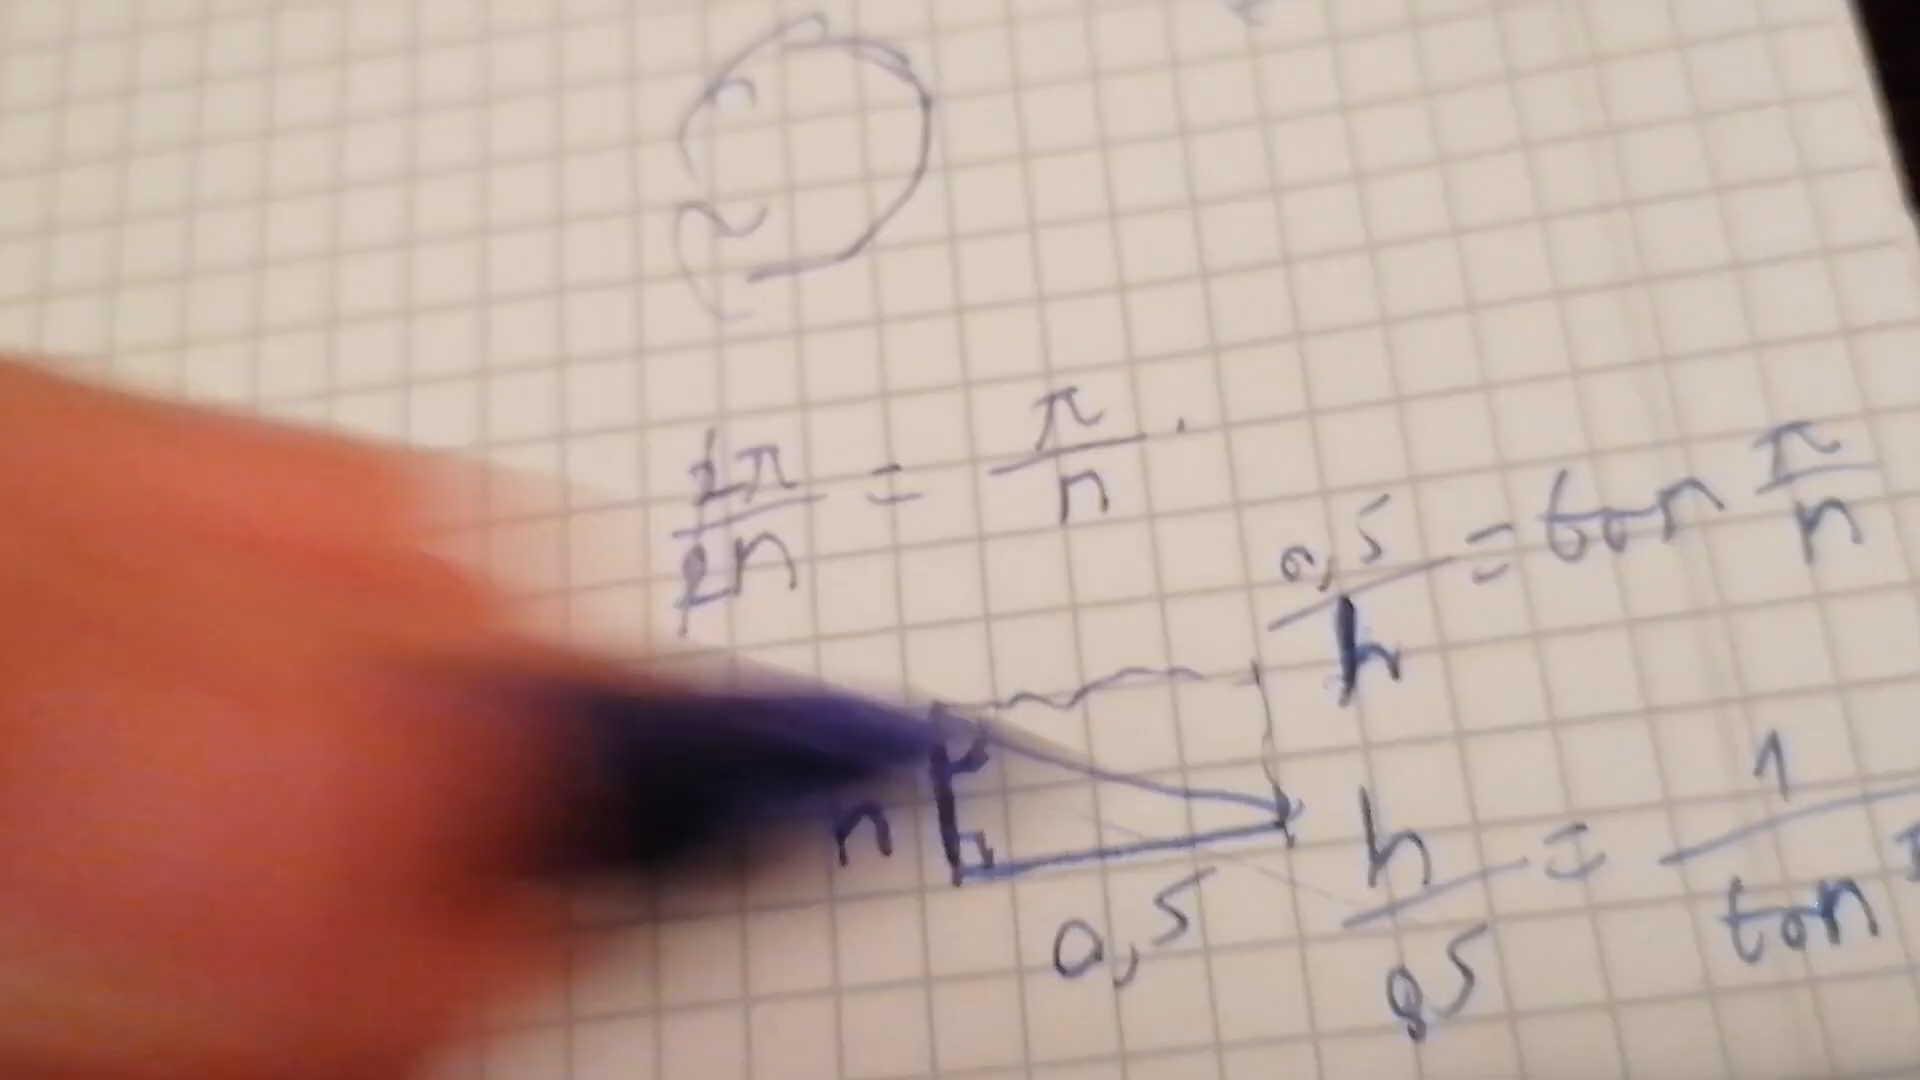 2π/2n = π/n.
0,5/h = tan π/n
h
0,5
h/0,5 = 1/tan